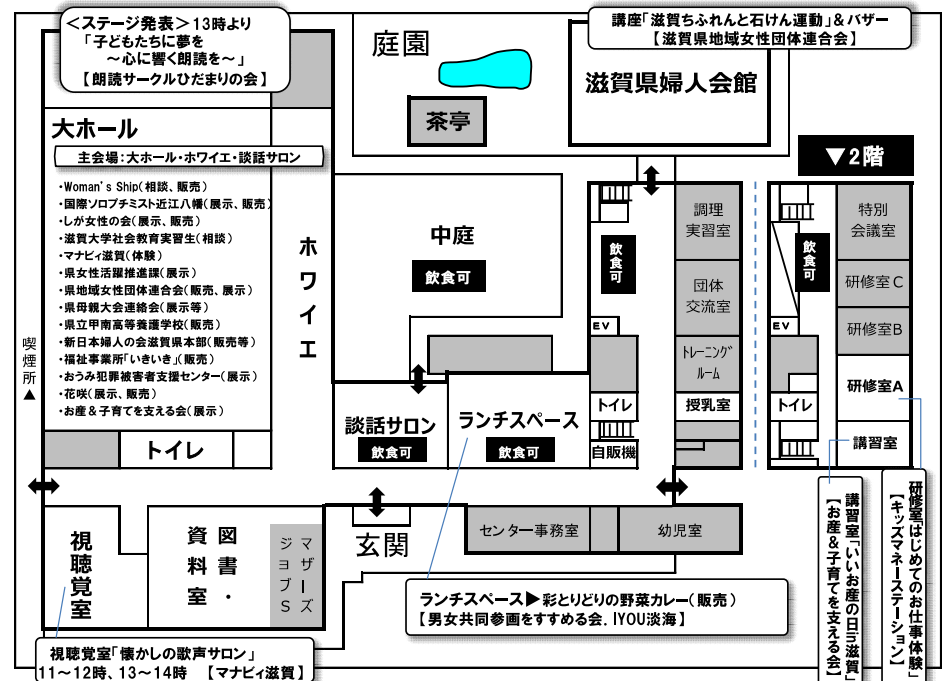 <ステージ発表>13時より
「子どもたちに夢を
～心に響く朗読を～」
【朗読サークルひだまりの会】
庭園
茶亭
講座「滋賀ちふれんと石けん運動」&バザー
【滋賀県地域女性団体連合会】
滋賀県婦人会館
▼2階
大ホール
主会場:大ホール・ホワイエ・談話サロン
・Woman's Ship(相談、販売)
・国際ソロプチミスト近江八幡(展示、販売)
・しが女性の会(展示、販売)
・滋賀大学社会教育実習生(相談)
・マナビィ滋賀(体験)
・県女性活躍推進課(展示)
・県地域女性団体連合会(販売、展示)
・県母親大会連絡会(展示等)
・県立甲南高等養護学校(販売)
・新日本婦人の会滋賀県本部(販売等)
・福祉事業所「いきいき」(販売)
・おうみ犯罪被害者支援センター(展示)
・花咲(展示、販売)
・お産&子育てを支える会(展示)
喫煙所▲
トイレ
ホワイエ
中庭
飲食可
談話サロン
飲食可
ランチスペース
飲食可
飲食可
EV
トイレ
自販機
調理
実習室
団体
交流室
トレーニング
ルーム
授乳室
飲食可
EV
トイレ
特別
会議室
研修室C
研修室B
研修室A
講習室
視聴覚室
図書・
資料室
マザーズ
ジョブS
玄関
センター事務室
幼児室
ランチスペース▶彩とりどりの野菜カレー(販売)
【男女共同参画をすすめる会.IYOU淡海】
視聴覚室「懐かしの歌声サロン」
11～12時、13～14時 【マナビィ滋賀】
講習室「いいお産の日in滋賀」
【お産&子育てを支える会】
研修室「はじめてのお仕事体験」
【キッズマネーステーション】